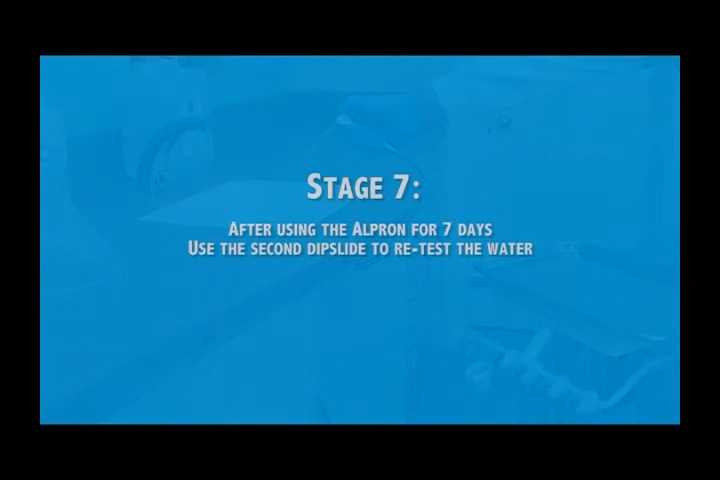 Stage 7:
After using the Alpron for 7 days
Use the second dipslide to re-test the water